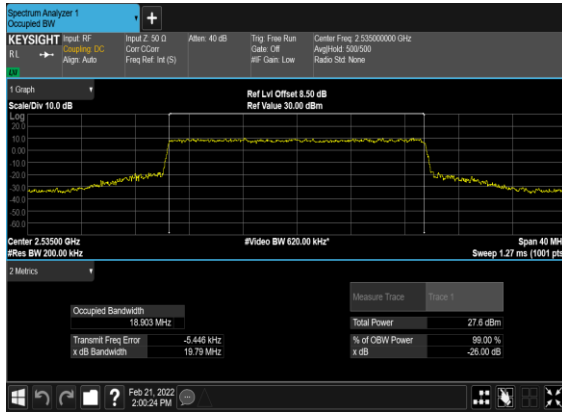 Spectrum Analyzer 1
Occupied BW
+
KEYSIGHT Input: RF Input Z: 50 Ω Atten: 40 dB Trig: Free Run Center Freq: 2.535000000 GHz
RL Coupling: DC Corr CCorr Gate: Off Avg|Hold: 500/500
Align: Auto Freq Ref: Int (S) #IF Gain: Low Radio Std: None
LW
1 Graph
Ref Lvl Offset 8.50 dB
Scale/Div 10.0 dB Ref Value 30.00 dBm
Log
20.0
10.0
0.00
-10.0
-20.0
-30.0
-40.0
-50.0
-60.0
Center 2.53500 GHz #Video BW 620.00 kHz* Span 40 MH
#Res BW 200.00 kHz Sweep 1.27 ms (1001 pts
2 Metrics
Measure Trace Trace 1
Occupied Bandwidth
18.903 MHz Total Power 27.6 dBm
Transmit Freq Error -5.446 kHz % of OBW Power 99.00 %
x dB Bandwidth 19.79 MHz x dB -26.00 dB
? Feb 21, 2022
2:00:24 PM